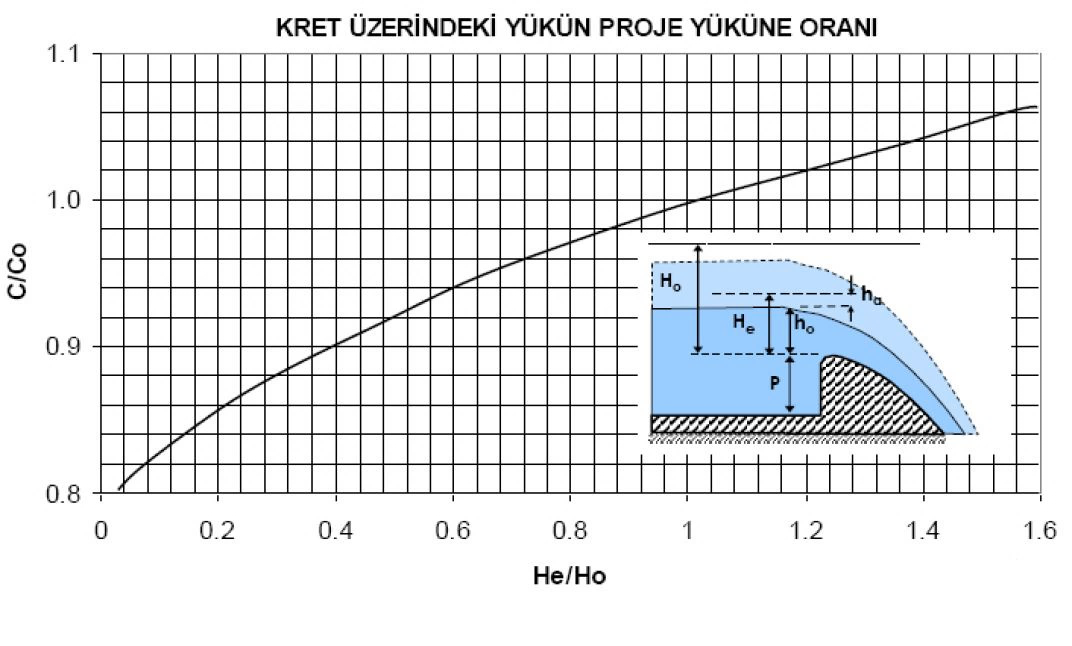 KRET ÜZERİNDEKİ YÜKÜN PROJE YÜKÜNE ORANI
1.1
1.0
0.9
0.8
C/Co
Ho
He
ho
ha
P
0 0.2 0.4 0.6 0.8 1 1.2 1.4 1.6
He/Ho